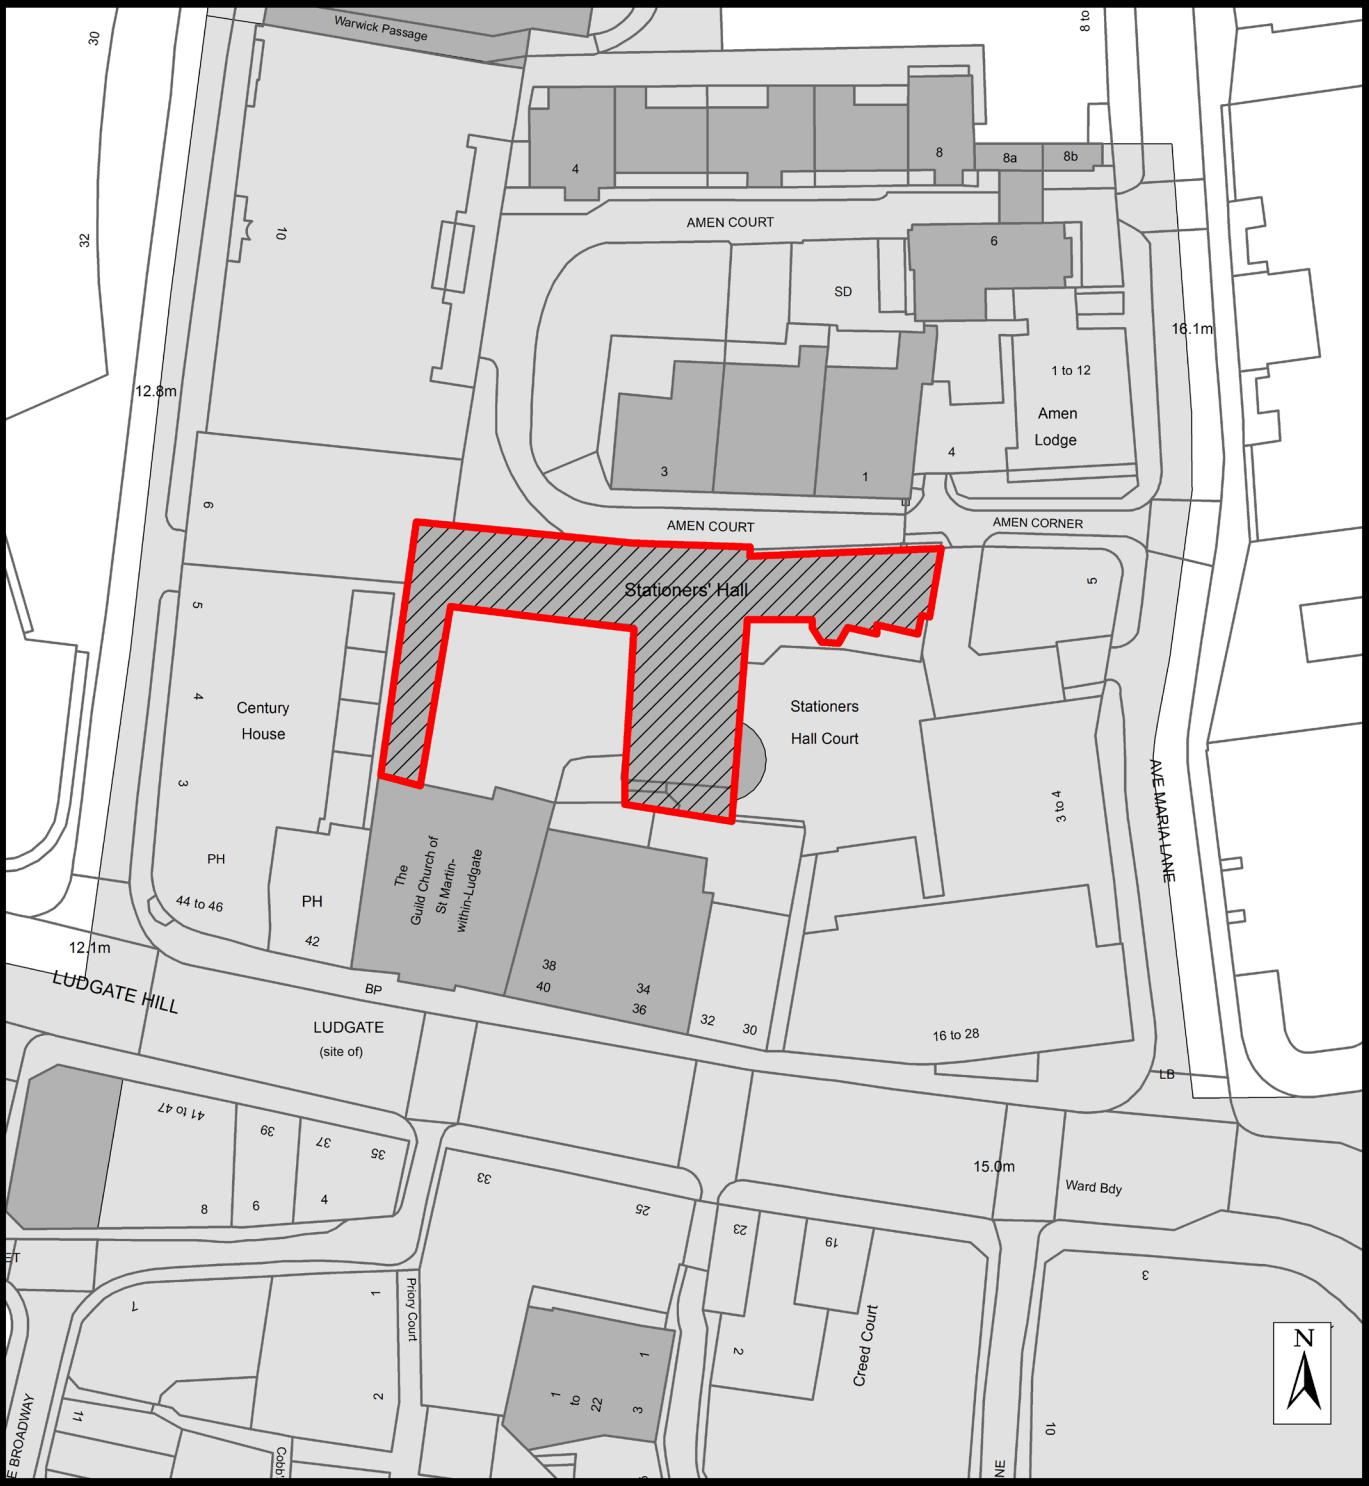 Warwick Passage
30
8 to
32
10
4
8
8a
8b
AMEN COURT
6
SD
16.1m
12.8m
1 to 12
Amen
Lodge
4
3
1
6
AMEN COURT
AMEN CORNER
5
5
Stationers' Hall
4
Century
House
Stationers
Hall Court
3
3 to 4
AVE MARIA LANE
PH
The
Guild Church of
St Martin-
within-Ludgate
44 to 46
PH
42
12.1m
LUDGATE HILL
BP
38
40
34
36
32
30
16 to 28
LUDGATE
(site of)
LB
41 to 47
39
37
35
8
6
4
33
25
23
19
15.0m
Ward Bdy
ET
1
1
Priory Court
2
11
Cobb'
E BROADWAY
1
1
to
22
3
2
Creed Court
3
10
NE
N